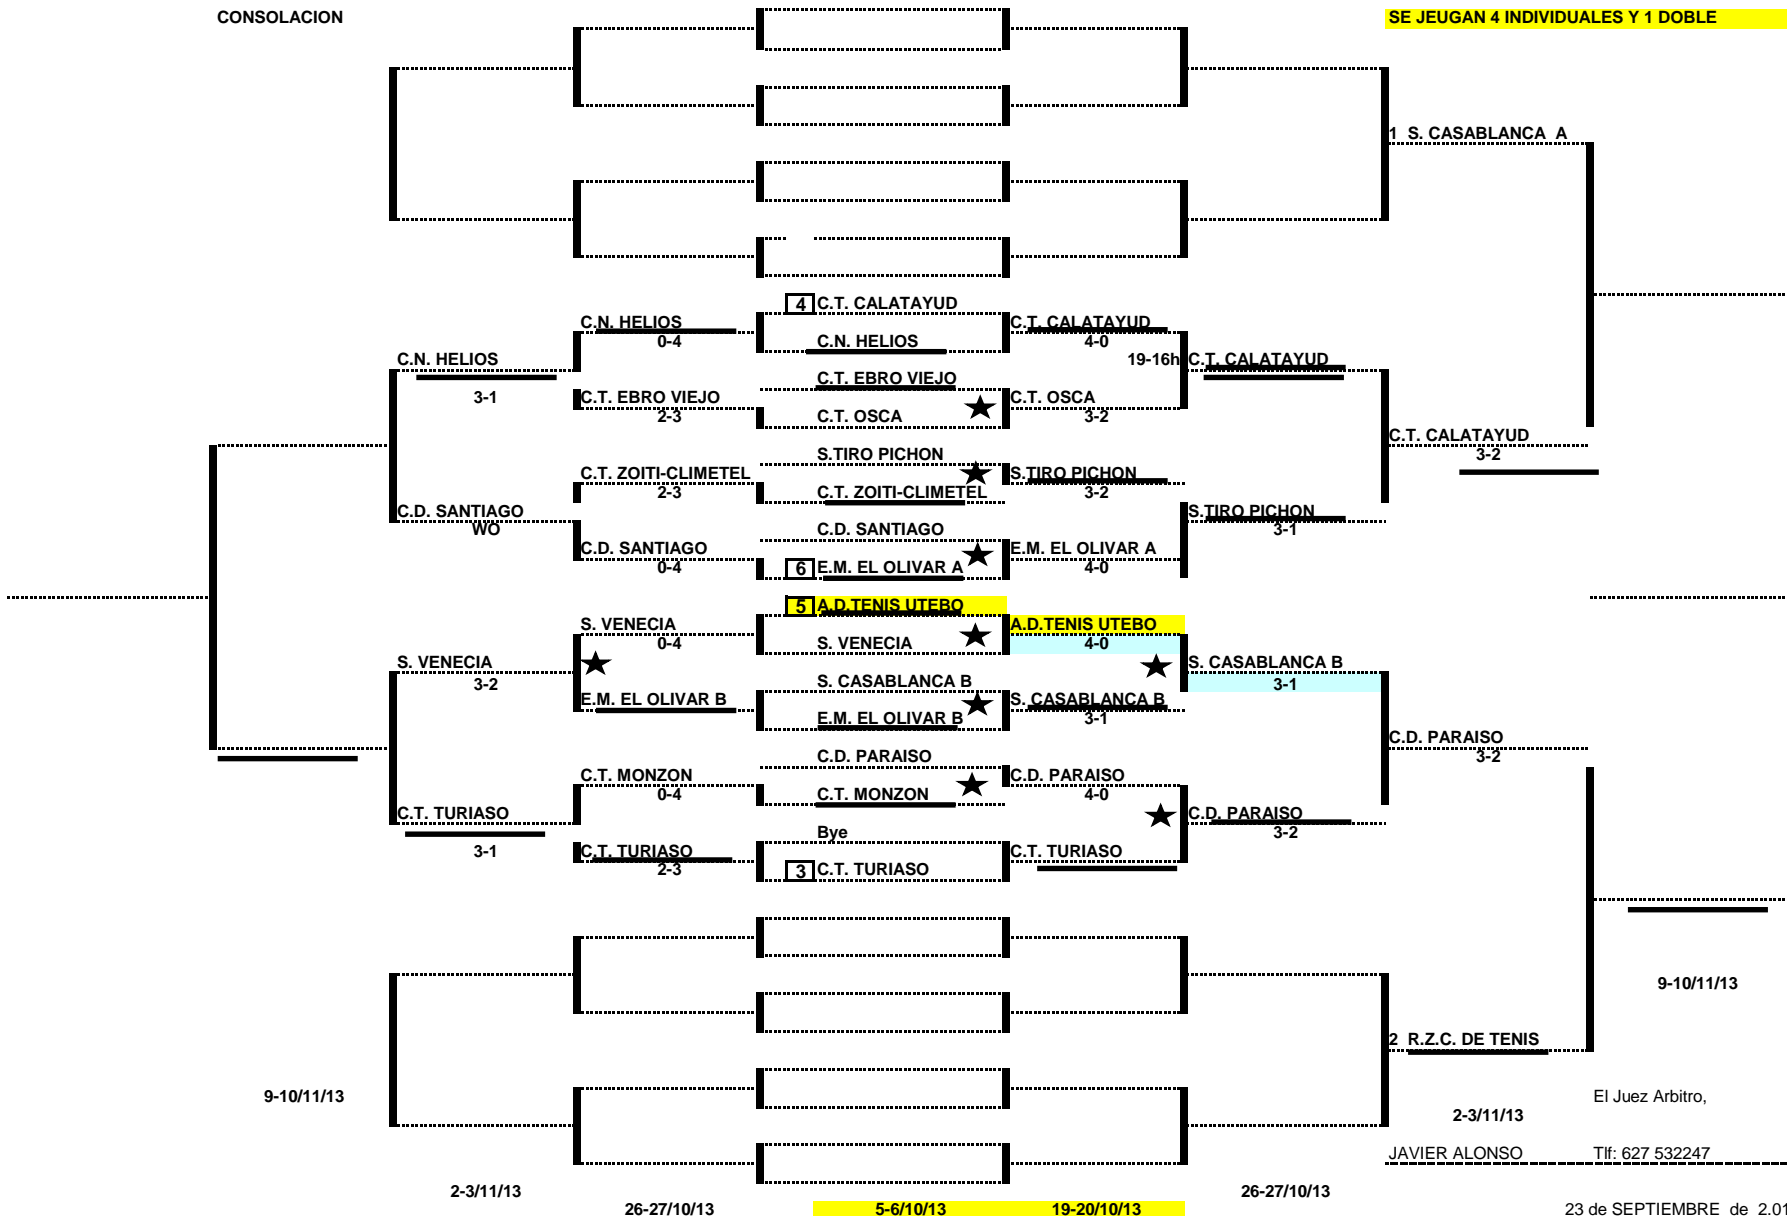 CONSOLACION
SE JEUGAN 4 INDIVIDUALES Y 1 DOBLE
1 S. CASABLANCA A
4 C.T. CALATAYUD
C.N. HELIOS
0-4
C.N. HELIOS
C.T. CALATAYUD
4-0
C.N. HELIOS
3-1
19-16h
C.T. CALATAYUD
C.T. EBRO VIEJO
C.T. EBRO VIEJO
2-3
C.T. OSCA
C.T. OSCA
3-2
C.T. CALATAYUD
3-2
S.TIRO PICHON
C.T. ZOITI-CLIMETEL
2-3
C.T. ZOITI-CLIMETEL
S.TIRO PICHON
3-2
C.D. SANTIAGO
WO
S.TIRO PICHON
3-1
C.D. SANTIAGO
C.D. SANTIAGO
0-4
6 E.M. EL OLIVAR A
E.M. EL OLIVAR A
4-0
5 A.D.TENIS UTEBO
S. VENECIA
0-4
S. VENECIA
A.D.TENIS UTEBO
4-0
S. VENECIA
3-2
S. CASABLANCA B
3-1
S. CASABLANCA B
E.M. EL OLIVAR B
E.M. EL OLIVAR B
S. CASABLANCA B
3-1
C.D. PARAISO
3-2
C.D. PARAISO
C.T. MONZON
0-4
C.T. MONZON
C.D. PARAISO
4-0
C.T. TURIASO
3-1
C.D. PARAISO
3-2
Bye
C.T. TURIASO
2-3
3 C.T. TURIASO
C.T. TURIASO
9-10/11/13
2 R.Z.C. DE TENIS
9-10/11/13
2-3/11/13
El Juez Arbitro,
JAVIER ALONSO Tlf: 627 532247
2-3/11/13
26-27/10/13
26-27/10/13
5-6/10/13
19-20/10/13
23 de SEPTIEMBRE de